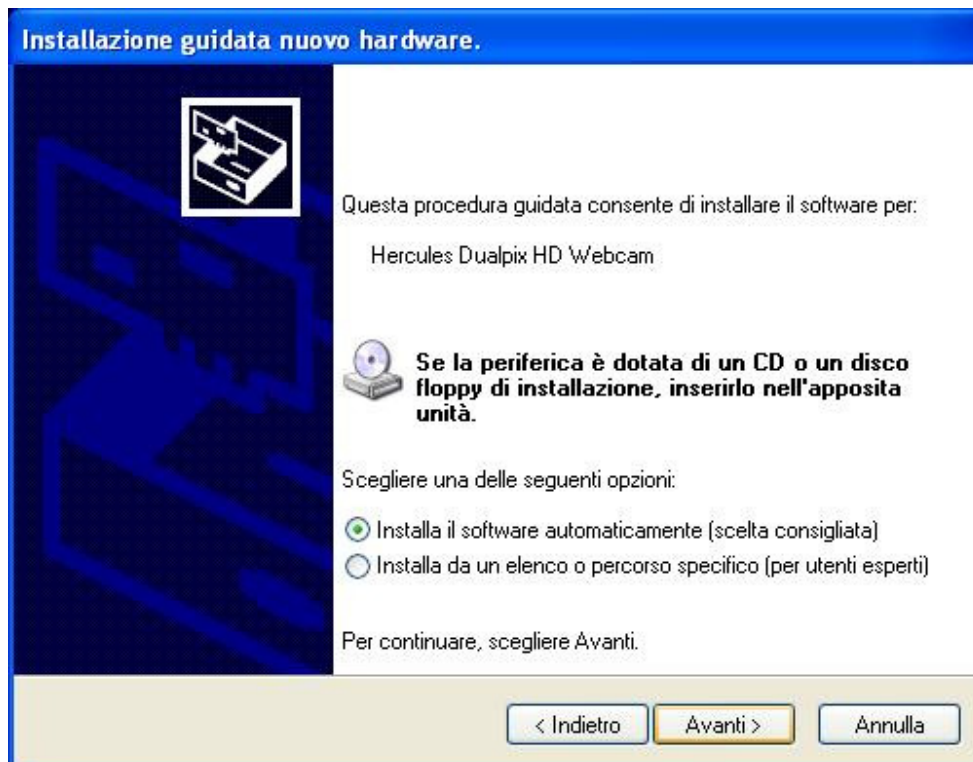 Installazione guidata nuovo hardware.
Questa procedura guidata consente di installare il software per:
Hercules Dualpix HD Webcam
Se la periferica è dotata di un CD o un disco
floppy di installazione, inserirlo nell'apposita
unità.
Scegliere una delle seguenti opzioni:
Installa il software automaticamente (scelta consigliata)
Installa da un elenco o percorso specifico (per utenti esperti)
Per continuare, scegliere Avanti.
< Indietro Avanti > Annulla